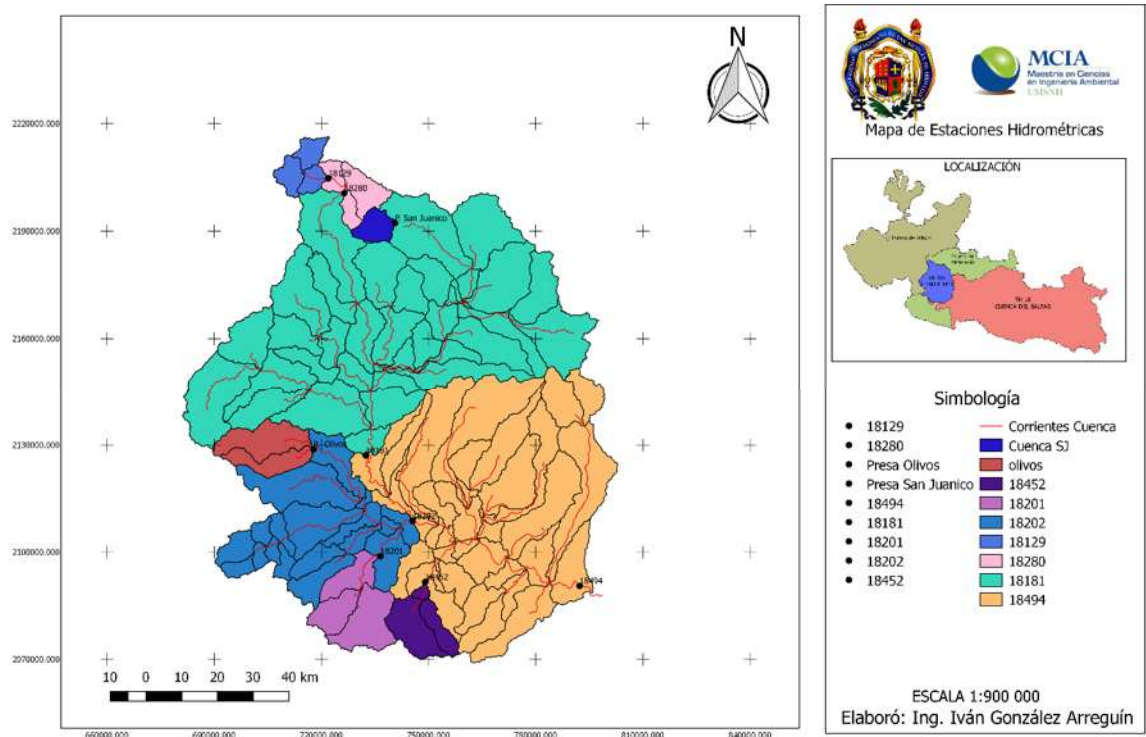 N
2220000.000
2190000.000
2160000.000
2130000.000
2100000.000
2070000.000
660000.000
690000.000
720000.000
750000.000
780000.000
810000.000
840000.000
18129
18280
P. San Juanico
P. Olivos
18181
18202
18201
18452
18494
10 0 10 20 30 40 km
MCIA
Maestría en Ciencias
en Ingeniería Ambiental
UMSNH
Mapa de Estaciones Hidrométricas
LOCALIZACIÓN
CUENCA DEL BALSAS
Simbología
18129
18280
Presa Olivos
Presa San Juanico
18494
18181
18201
18202
18452
Corrientes Cuenca
Cuenca SJ
olivos
18452
18201
18202
18129
18280
18181
18494
ESCALA 1:900 000
Elaboró: Ing. Iván González Arreguín